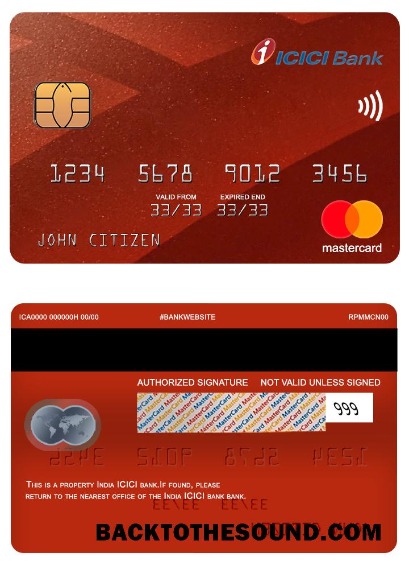 i ICICI Bank
1234 5678 9012 3456
VALID FROM EXPIRED END
33/33 33/33
JOHN CITIZEN
mastercard
ICA0000 000000H 00/00 #BANKWEBSITE RPMMCN00
AUTHORIZED SIGNATURE NOT VALID UNLESS SIGNED
999
THIS IS A PROPERTY INDIA ICICI BANK.IF FOUND, PLEASE
RETURN TO THE NEAREST OFFICE OF THE INDIA ICICI BANK BANK.
BACKTOTHESOUND.COM